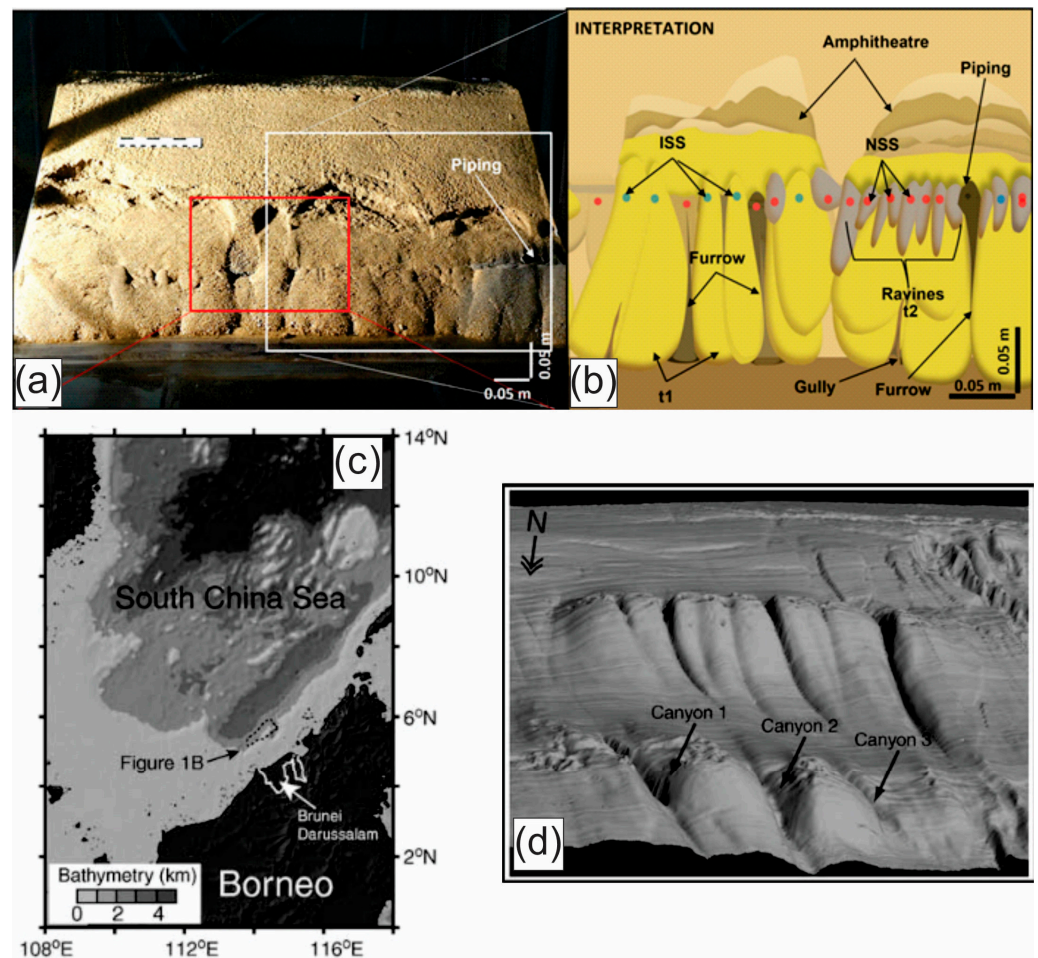 Piping
0.05 m
0.05 m
(a)
INTERPRETATION
Amphitheatre
Piping
ISS
NSS
Furrow
Ravines
t2
t1
Gully
Furrow
0.05 m
0.05 m
(b)
(c)
14°N
10°N
6°N
2°N
South China Sea
Figure 1B
Brunei
Darussalam
Borneo
Bathymetry (km)
0 2 4
108°E 112°E 116°E
N
Canyon 1
Canyon 2
Canyon 3
(d)